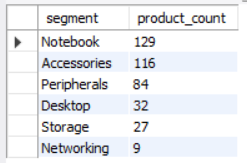 segment product_count
Notebook 129
Accessories 116
Peripherals 84
Desktop 32
Storage 27
Networking 9